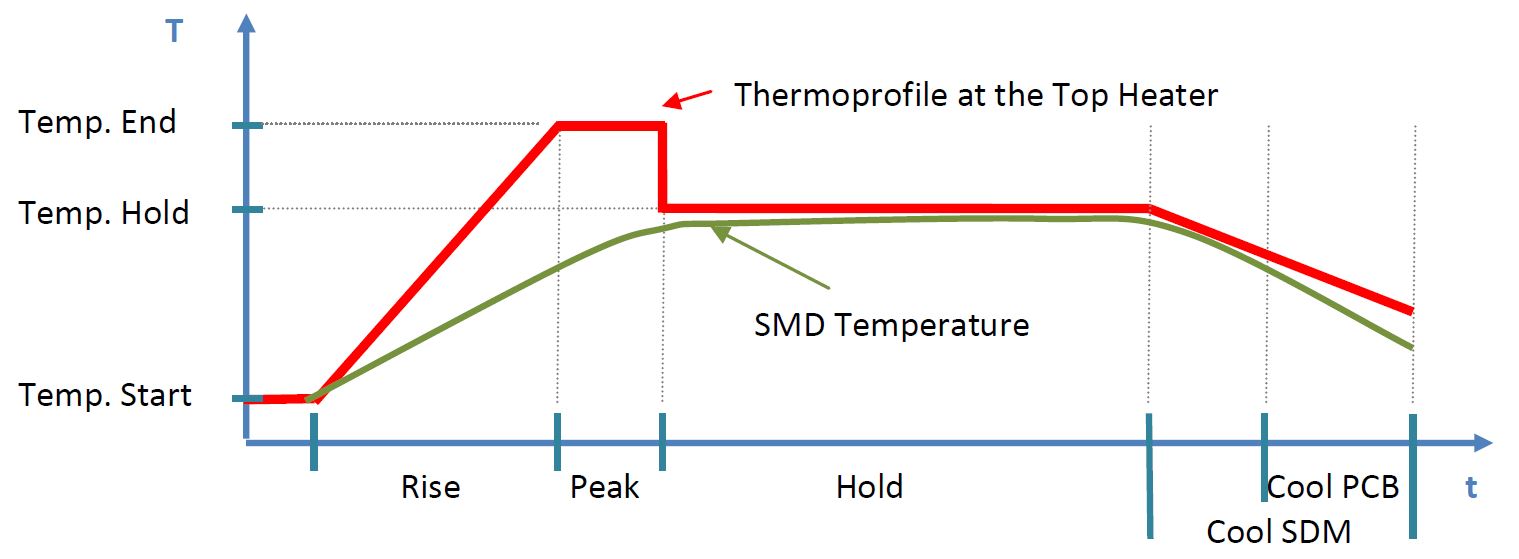 T
Thermoprofile at the Top Heater
Temp. End
Temp. Hold
SMD Temperature
Temp. Start
Rise
Peak
Hold
Cool PCB
t
Cool SDM